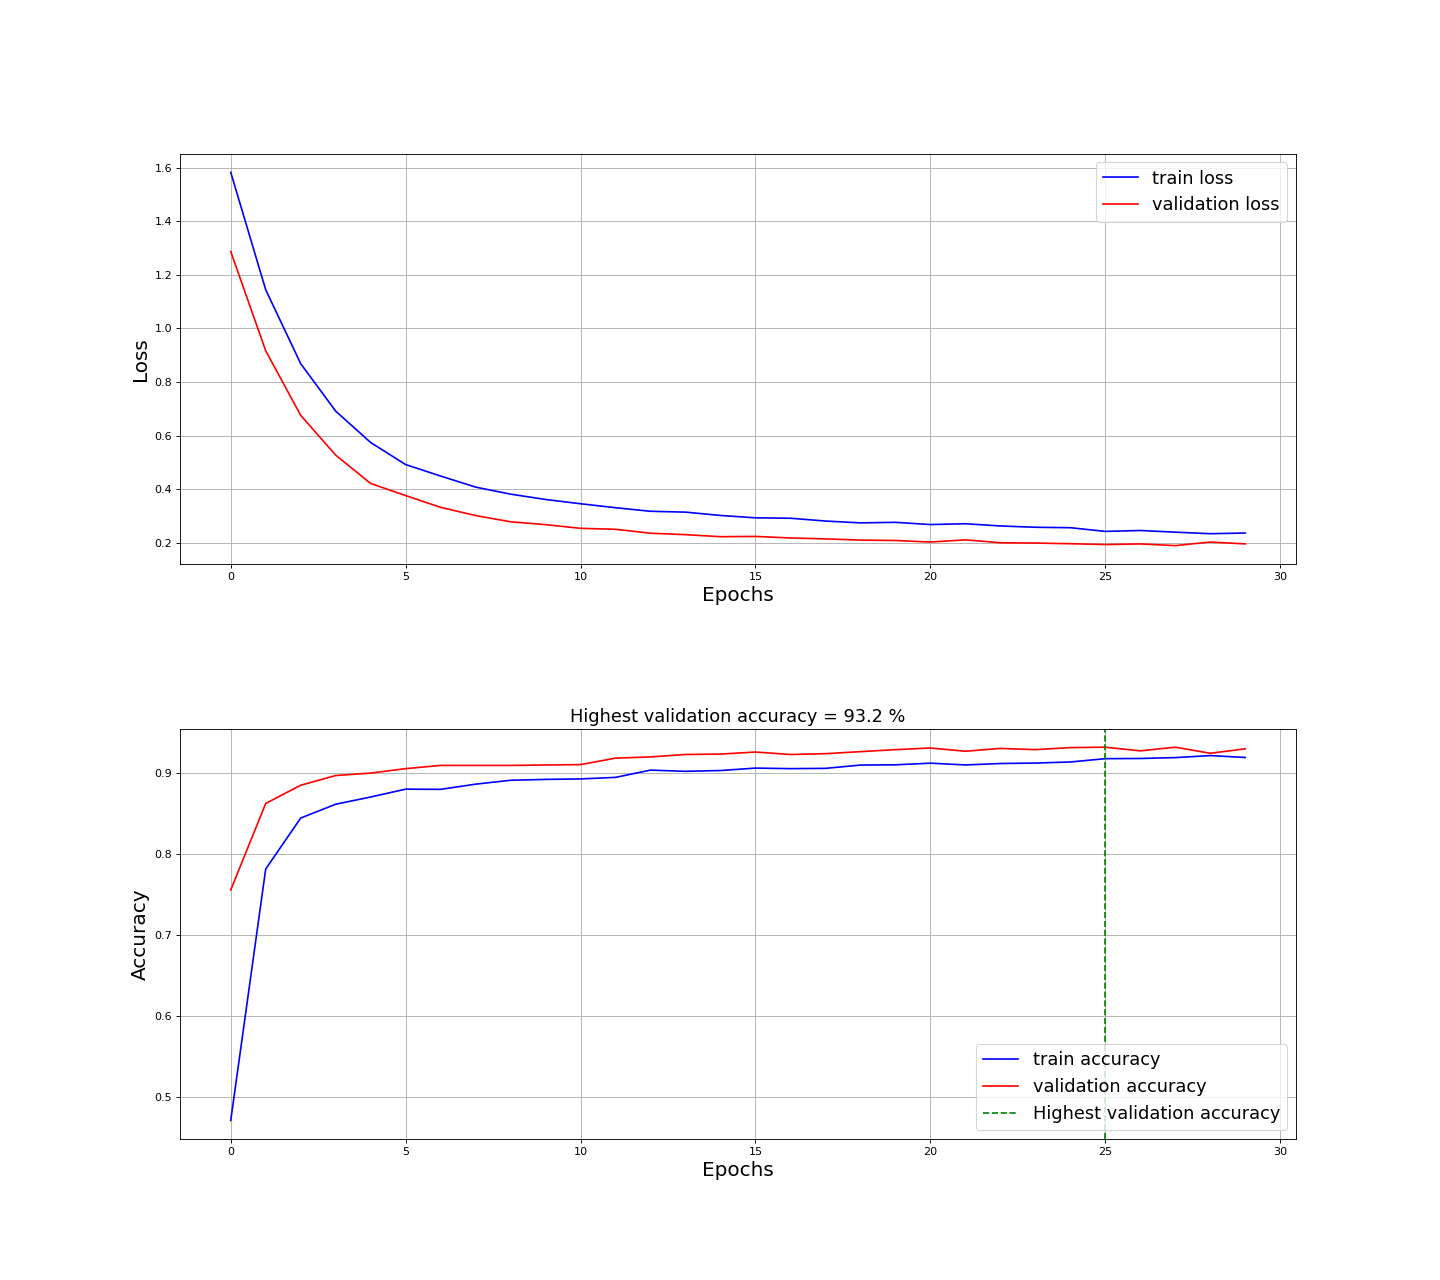 1.6
1.4
1.2
1.0
0.8
0.6
0.4
0.2
Loss
train loss
validation loss
0 5 10 15 20 25 30
Epochs
Highest validation accuracy = 93.2 %
0.9
0.8
0.7
0.6
0.5
Accuracy
train accuracy
validation accuracy
Highest validation accuracy
0 5 10 15 20 25 30
Epochs